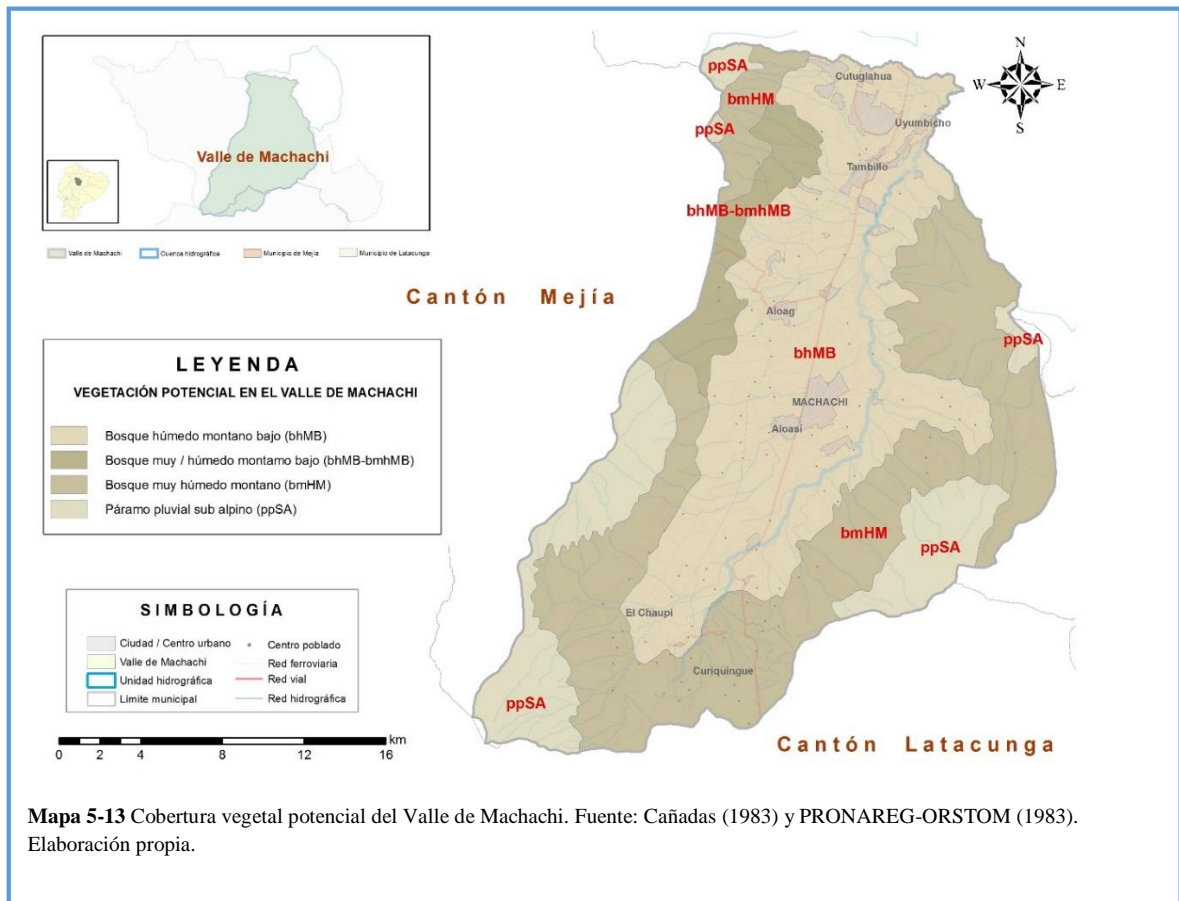 Valle de Machachi
Valle de Machachi
Cuenca hidrográfica
Municipio de Mejía
Municipio de Latacunga
N
W
E
S
ppSA
Cutuglahua
bmHM
Uyumbicho
ppSA
Tambillo
bhMB-bmhMB
Cantón Mejía
Aloag
ppSA
bhMB
MACHACHI
Aloasí
bmHM
ppSA
El Chaupi
Curiquingue
ppSA
Cantón Latacunga
LEYENDA
VEGETACIÓN POTENCIAL EN EL VALLE DE MACHACHI
Bosque húmedo montano bajo (bhMB)
Bosque muy / húmedo montamo bajo (bhMB-bmhMB)
Bosque muy húmedo montano (bmHM)
Páramo pluvial sub alpino (ppSA)
SIMBOLOGÍA
Ciudad / Centro urbano
Centro poblado
Valle de Machachi
Red ferroviaria
Unidad hidrográfica
Red vial
Límite municipal
Red hidrográfica
km
0 2 4 8 12 16
Mapa 5-13 Cobertura vegetal potencial del Valle de Machachi. Fuente: Cañadas (1983) y PRONAREG-ORSTOM (1983).
Elaboración propia.